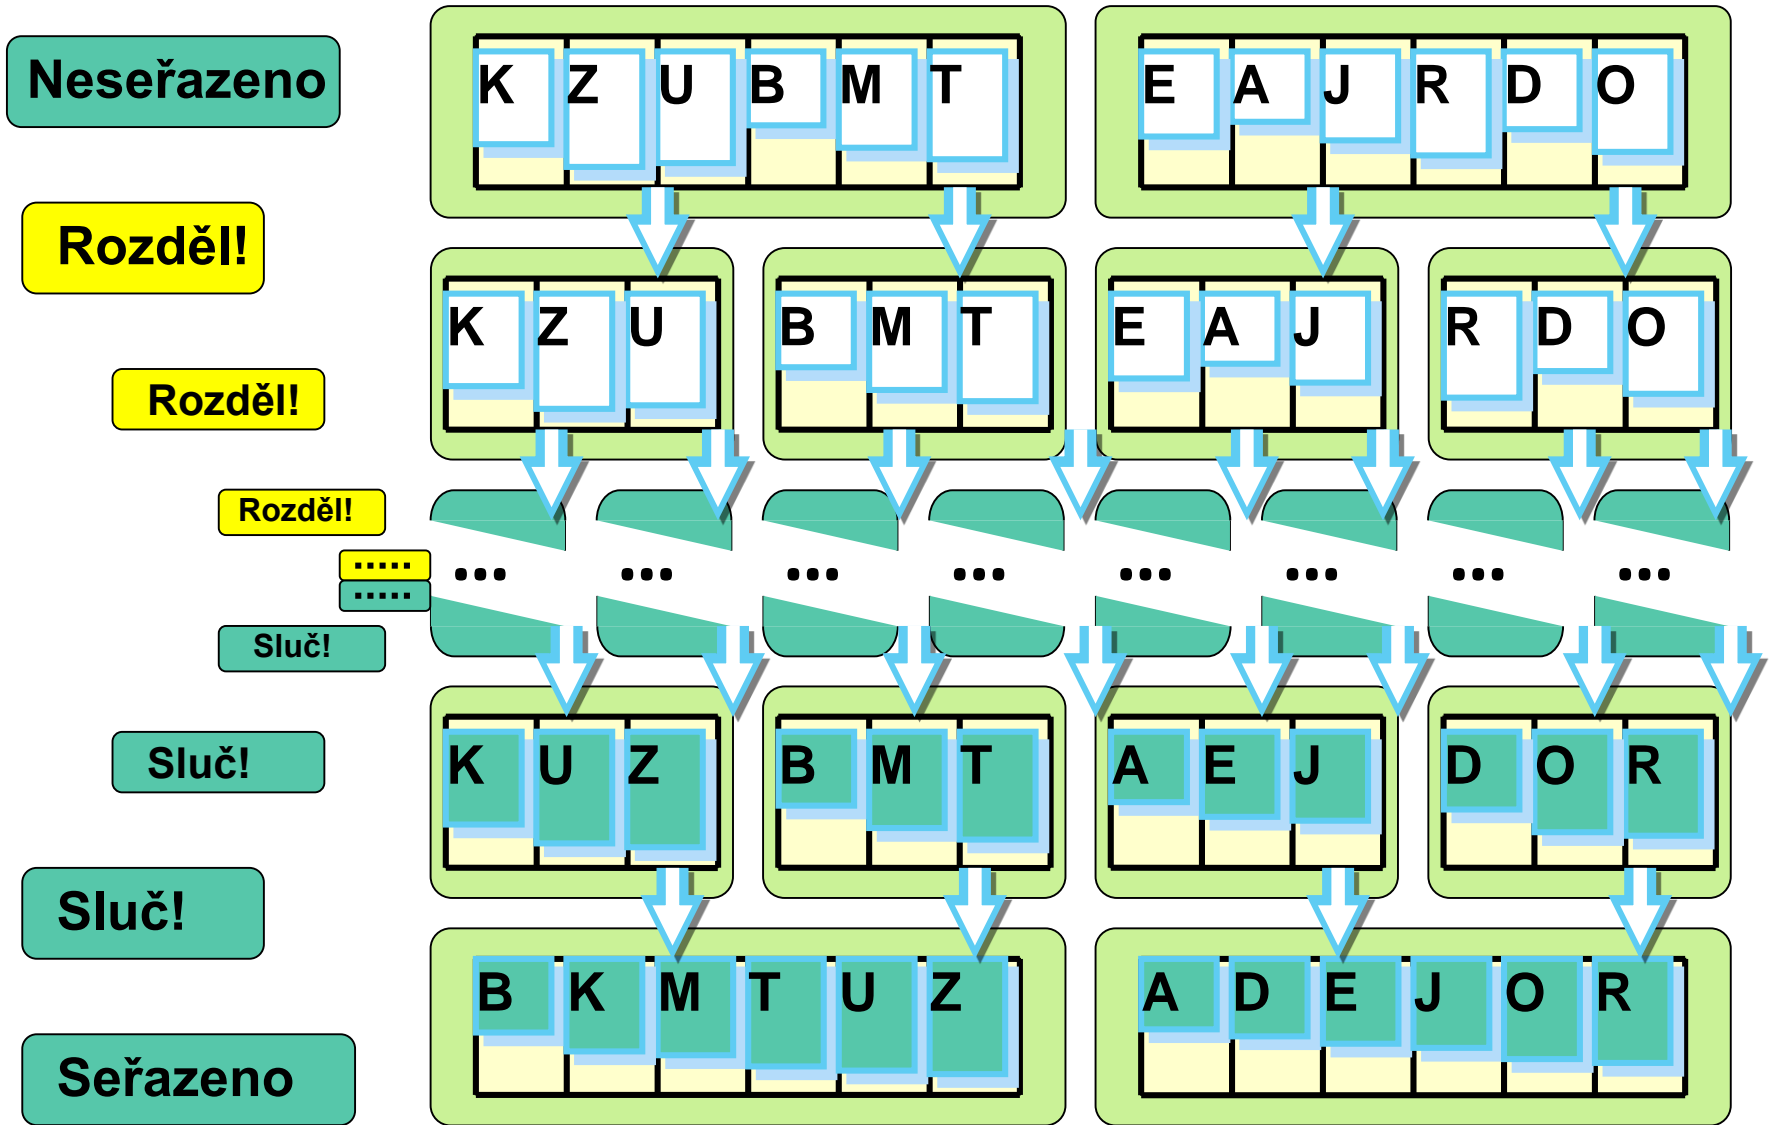 Neseřazeno
K Z U B M T E A J R D O
Rozděl!
K Z U B M T E A J R D O
Rozděl!
Rozděl!
.....
... ... ... ... ... ... ... ...
.....
Sluč!
K U Z B M T A E J D O R
Sluč!
Sluč!
B K M T U Z A D E J O R
Seřazeno